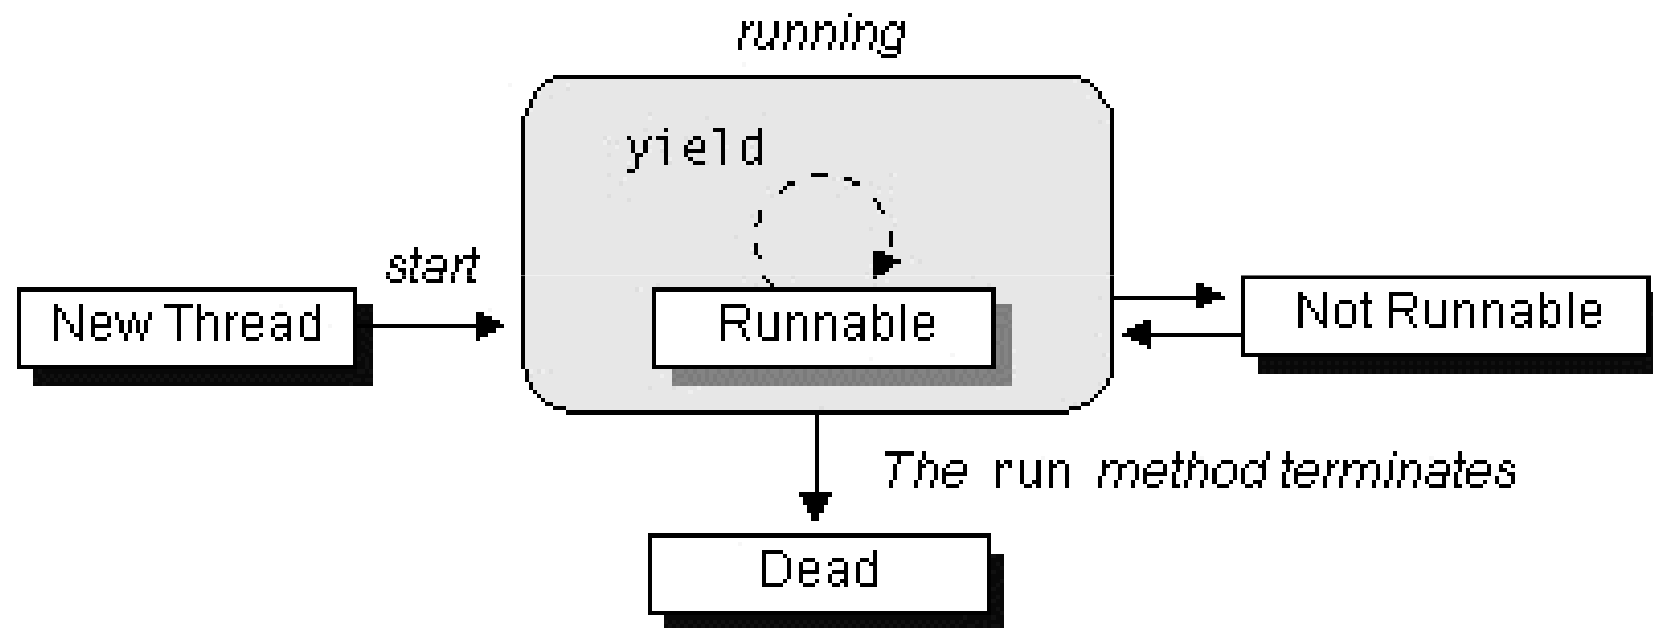 running
yield
start
New Thread
Runnable
Not Runnable
The run method terminates
Dead